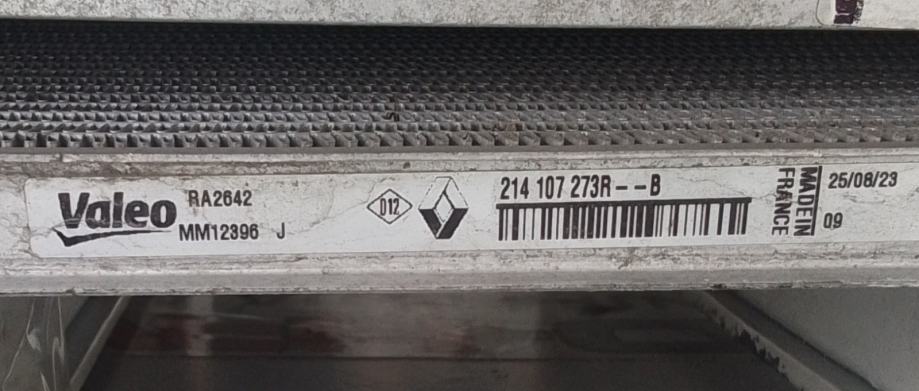 Valeo
RA2642
MM12396 J
D12
214 107 273R--B
MADE IN
FRANCE
25/08/23
09